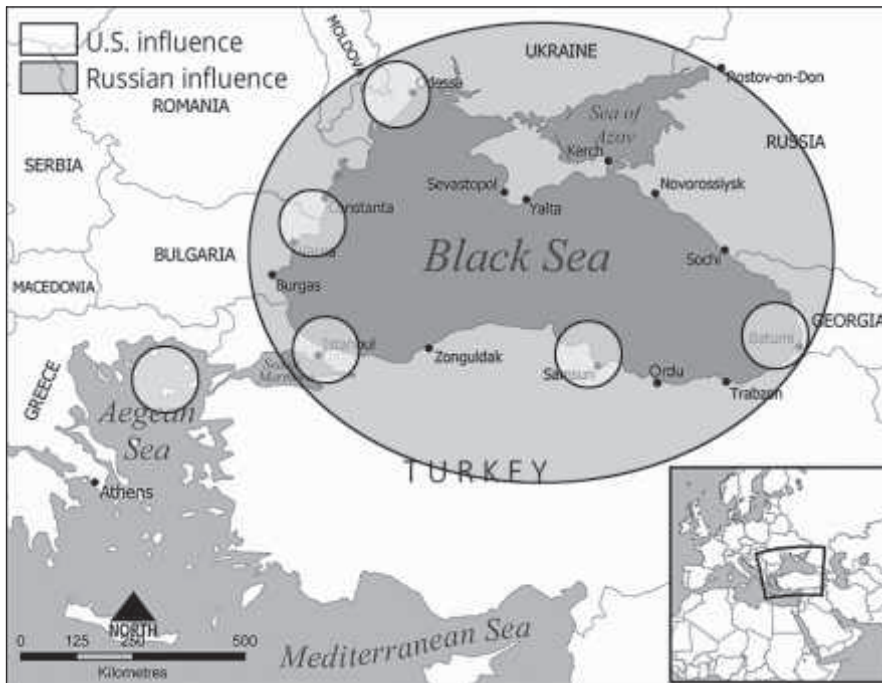 U.S. influence
Russian influence
MOLDOVA
UKRAINE
Odessa
Rostov-on-Don
ROMANIA
Sea of
Azov
RUSSIA
SERBIA
Kerch
Sevastopol
Yalta
Novorossiysk
Constanta
BULGARIA
Black Sea
Sochi
MACEDONIA
Burgas
GEORGIA
Batumi
Istanbul
Zonguldak
Samsun
Ordu
Trabzon
GREECE
Aegean
Sea
TURKEY
Athens
NORTH
0 125 250 500
Kilometres
Mediterranean Sea